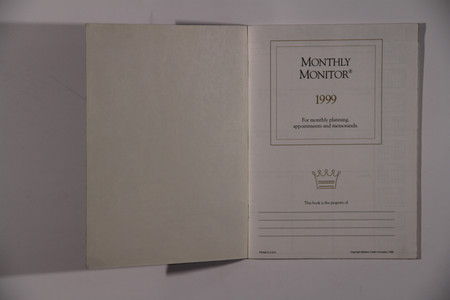 MONTHLY
MONITOR®
1999
For monthly planning,
appointments and memoranda.
This book is the property of: